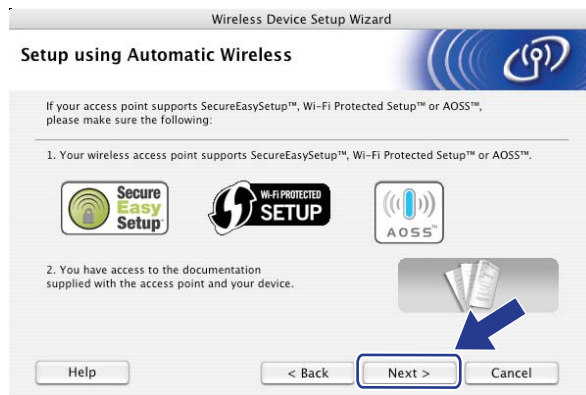 Wireless Device Setup Wizard
Setup using Automatic Wireless
If your access point supports SecureEasySetup™, Wi-Fi Protected Setup™ or AOSS™,
please make sure the following:
1. Your wireless access point supports SecureEasySetup™, Wi-Fi Protected Setup™ or AOSS™.
Secure
Easy
Setup
Wi-Fi PROTECTED
SETUP
AOSS™
2. You have access to the documentation
supplied with the access point and your device.
Help
< Back
Next >
Cancel